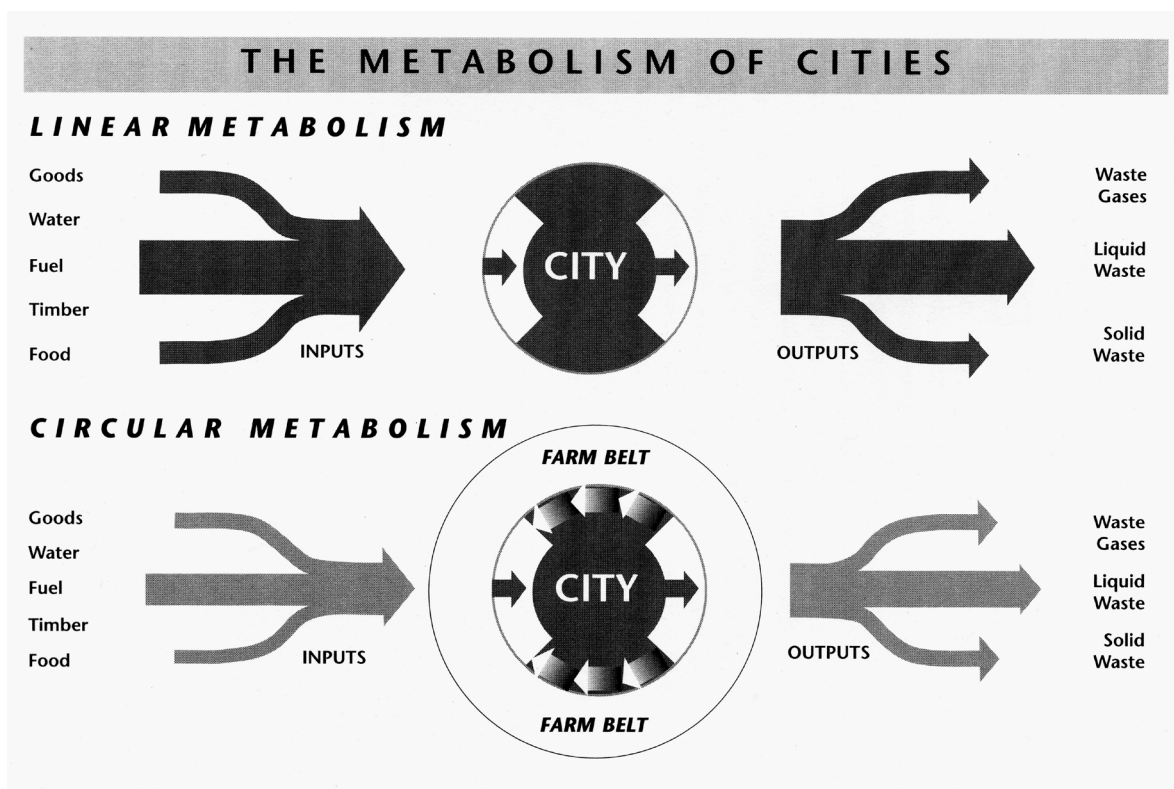 THE METABOLISM OF CITIES
LINEAR METABOLISM
Goods
Water
Fuel
Timber
Food
INPUTS
CITY
OUTPUTS
Waste
Gases
Liquid
Waste
Solid
Waste
CIRCULAR METABOLISM
FARM BELT
Goods
Water
Fuel
Timber
Food
INPUTS
CITY
OUTPUTS
Waste
Gases
Liquid
Waste
Solid
Waste
FARM BELT